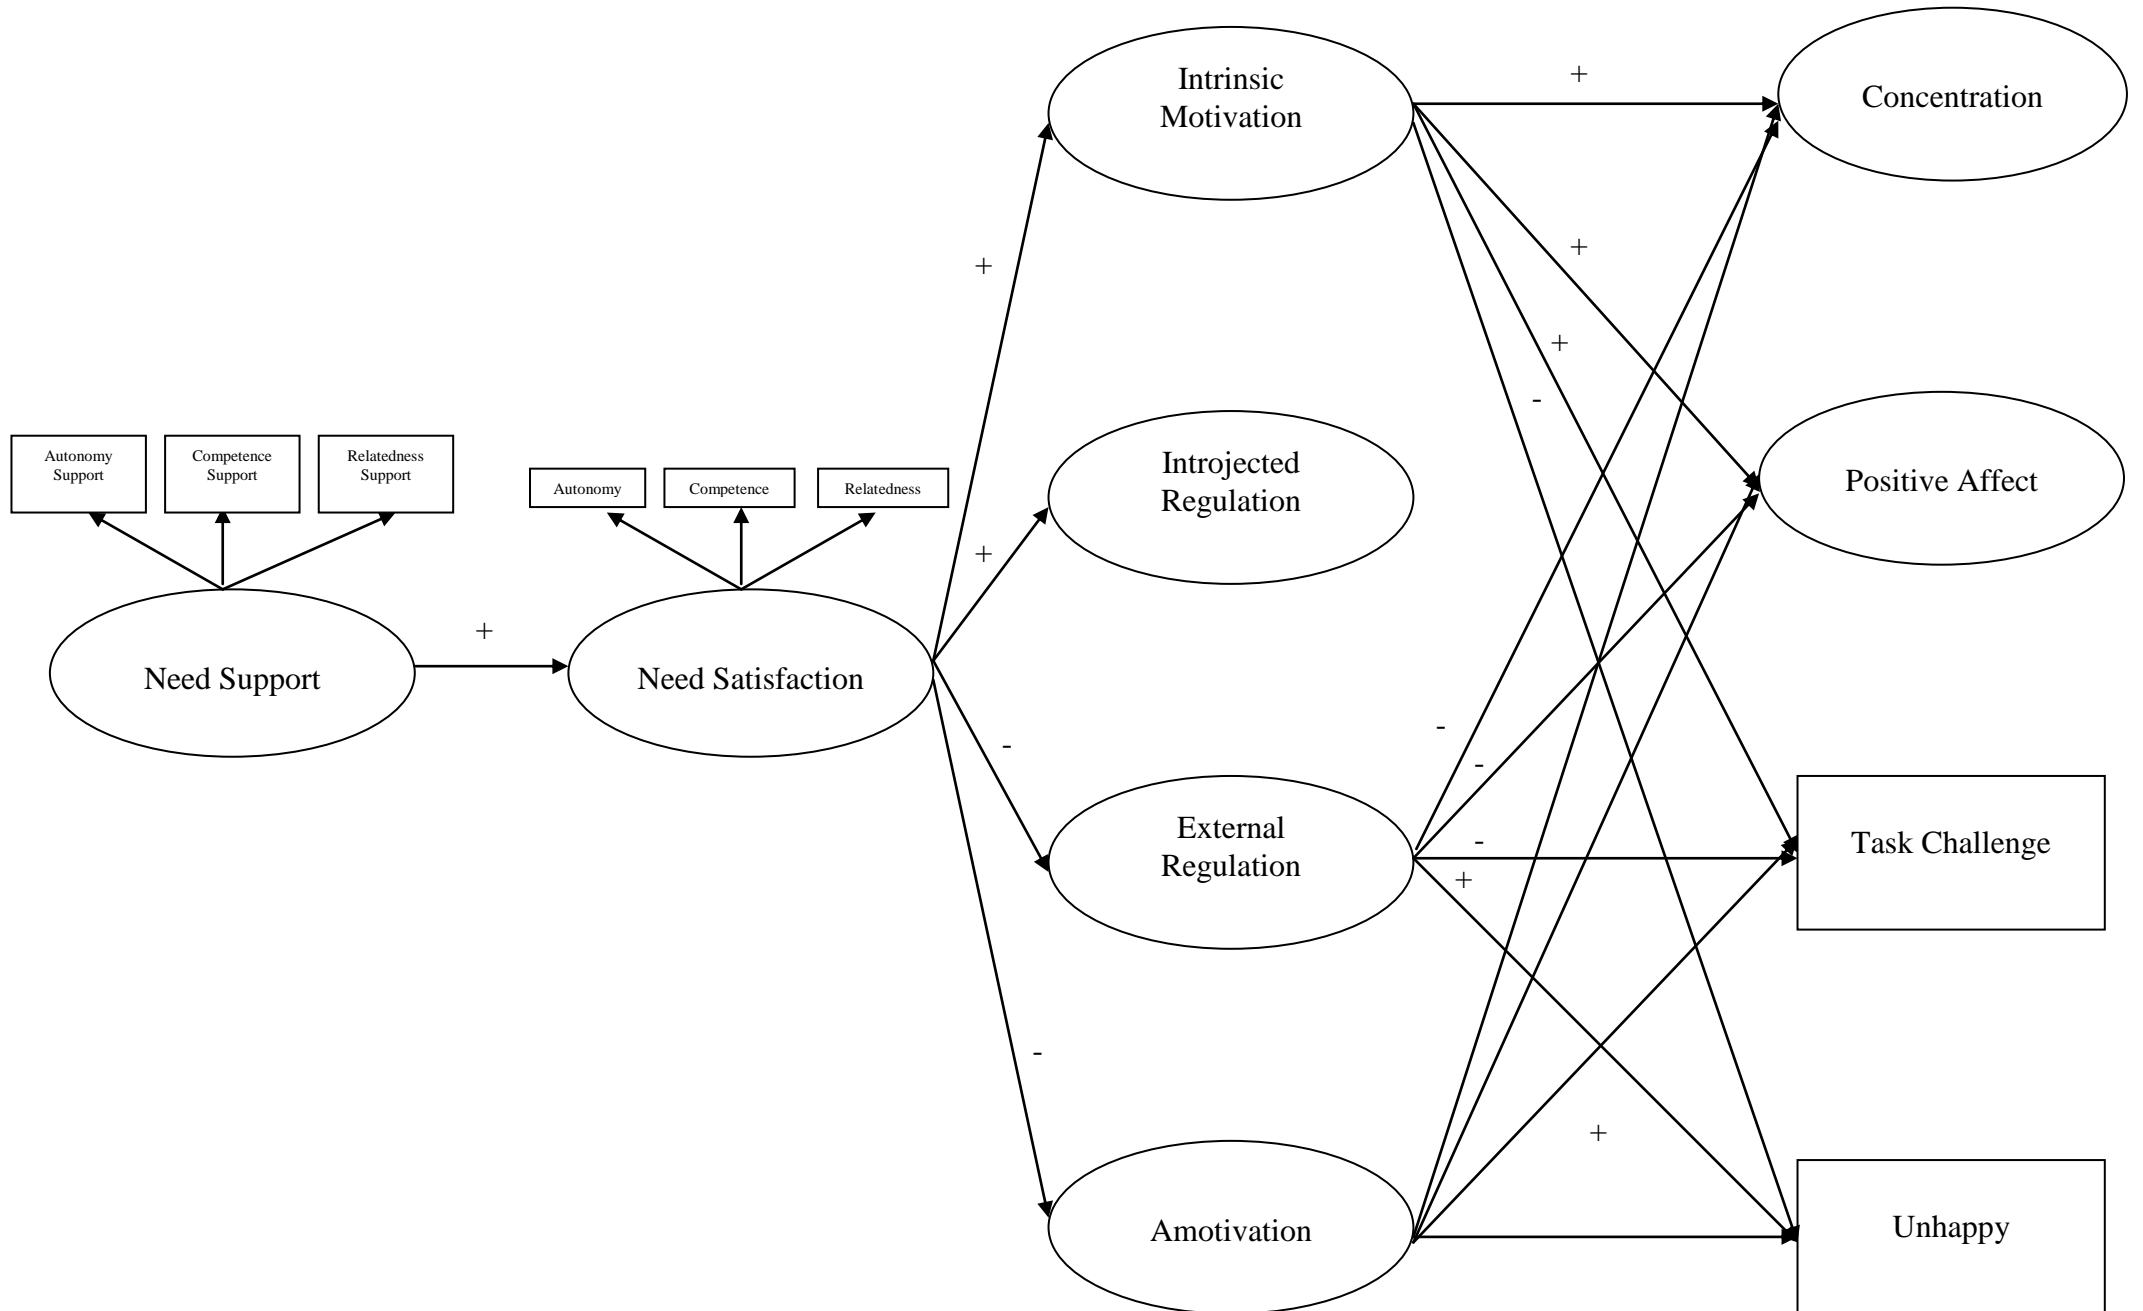 Intrinsic
Motivation
+
Concentration
+
+
+
-
Autonomy
Support
Competence
Support
Relatedness
Support
Autonomy
Competence
Relatedness
Introjected
Regulation
Positive Affect
+
+
Need Support
Need Satisfaction
-
-
-
External
Regulation
-
+
Task Challenge
-
+
Amotivation
Unhappy